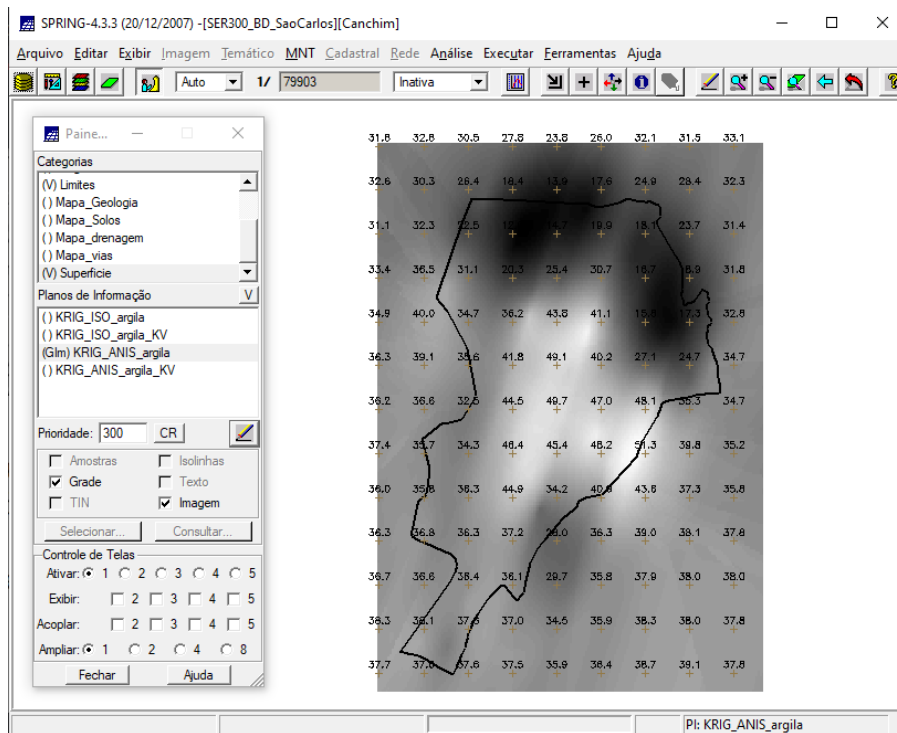 SPRING-4.3.3 (20/12/2007) -[SER300_BD_SaoCarlos][Canchim]
Arquivo Editar Exibir Imagem Temático MNT Cadastral Rede Análise Executar Ferramentas Ajuda
Auto 1/ 79903 Inativa
Paine...
Categorias
(V) Limites
( ) Mapa_Geologia
( ) Mapa_Solos
( ) Mapa_drenagem
( ) Mapa_vias
(V) Superficie
Planos de Informação V
( ) KRIG_ISO_argila
( ) KRIG_ISO_argila_KV
(Glm) KRIG_ANIS_argila
( ) KRIG_ANIS_argila_KV
Prioridade: 300 CR
Amostras Isolinhas
Grade Texto
TIN Imagem
Selecionar... Consultar...
Controle de Telas
Ativar: 1 2 3 4 5
Exibir: 2 3 4 5
Acoplar: 2 3 4 5
Ampliar: 1 2 4 8
Fechar Ajuda
31.8 32.8 30.5 27.8 23.8 26.0 32.1 31.5 33.1
32.6 30.3 26.4 18.4 13.9 17.6 24.9 28.4 32.3
31.1 32.3 22.5 19.9 18.1 23.7 31.4
33.4 36.5 31.1 20.3 25.4 30.7 16.7 31.8
34.9 40.0 34.7 36.2 43.8 41.1 17.3 32.8
36.3 39.1 41.8 49.1 40.2 27.1 24.7 34.7
36.2 36.6 44.5 49.7 47.0 48.1 35.3 34.7
37.4 35.7 34.3 46.4 45.4 48.2 51.3 39.8 35.2
36.0 35.8 38.3 44.9 34.2 43.8 37.3 35.8
36.3 36.8 36.3 37.2 36.3 39.0 38.1 37.8
36.7 36.6 38.4 36.1 29.7 35.8 37.9 38.0 38.0
38.3 38.1 37.0 34.5 35.9 38.3 38.0 37.8
37.7 37.6 37.5 35.9 38.4 38.7 39.1 37.8
PI: KRIG_ANIS_argila